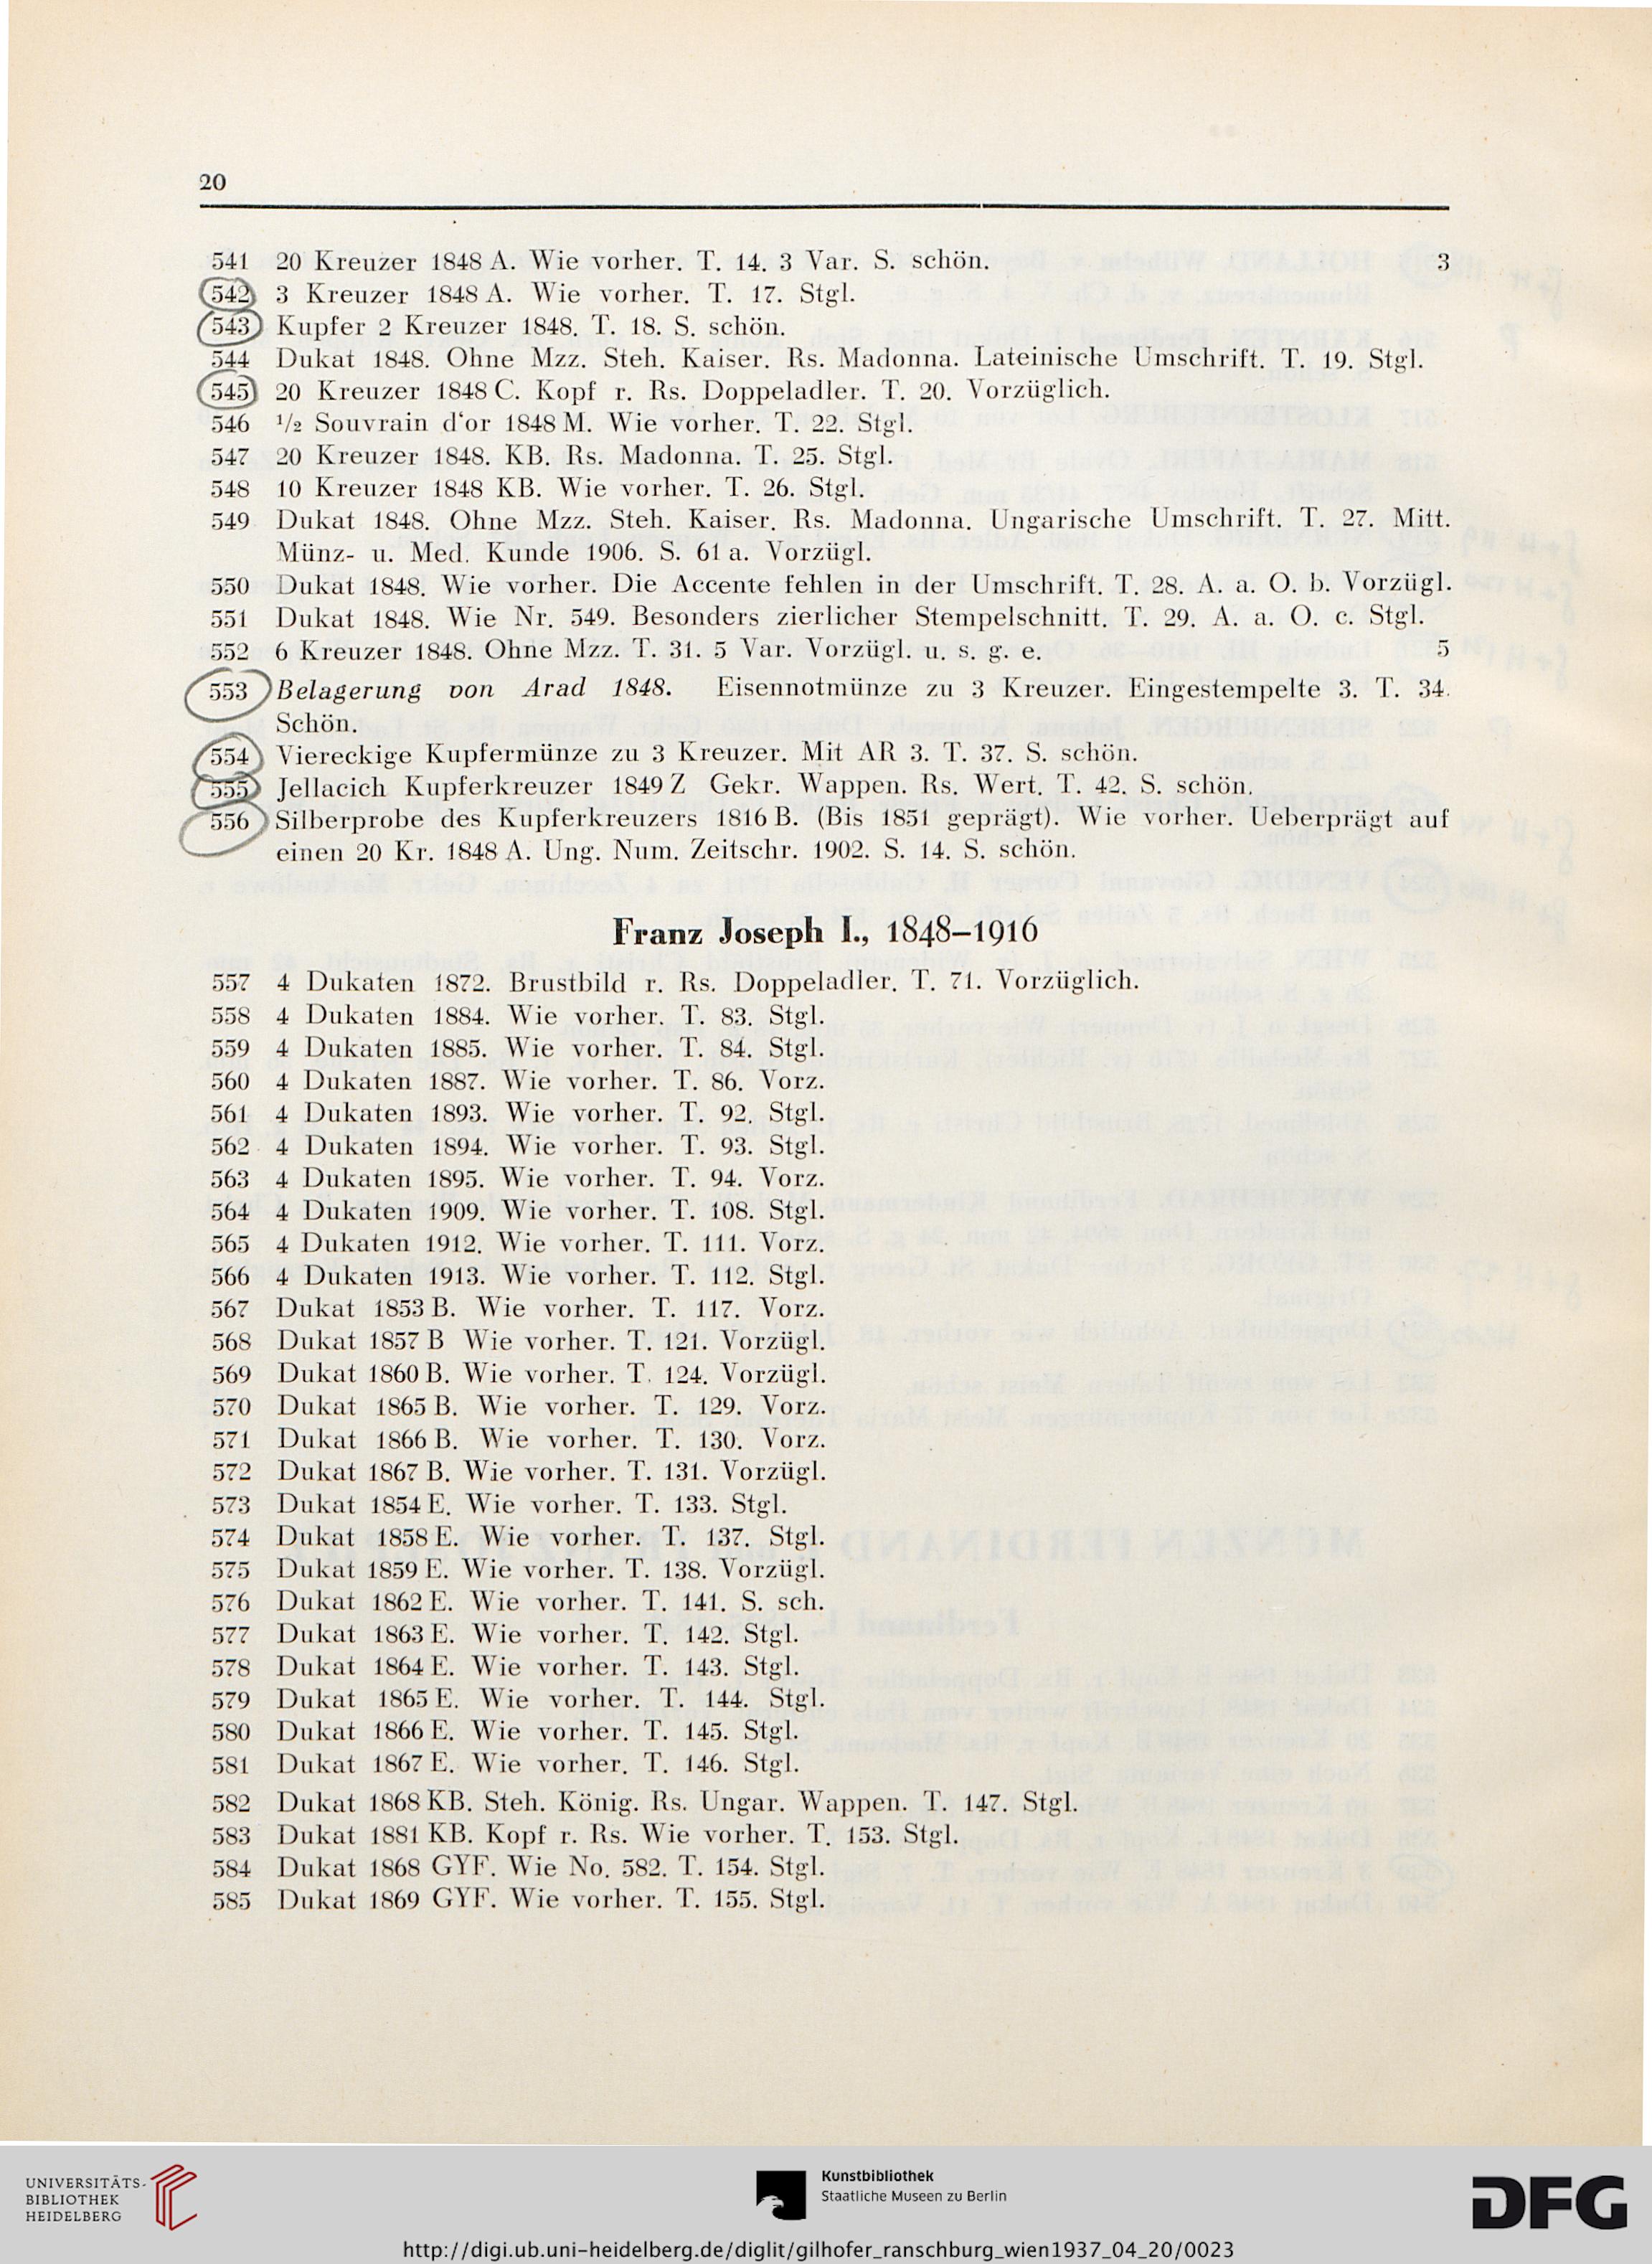 20
541 20 Kreuzer 1848 A. Wie vorher. T. 14. 3 Var. S. schön. 3
542 3 Kreuzer 1848 A. Wie vorher. T. 17. Stgl.
543 Kupfer 2 Kreuzer 1848. T. 18. S. schön.
544 Dukat 1848. Ohne Mzz. Steh. Kaiser. Rs. Madonna. Lateinische Umschrift. T. 19. Stgl.
545 20 Kreuzer 1848 C. Kopf r. Rs. Doppeladler. T. 20. Vorzüglich.
546 ½ Souvrain d‘or 1848 M. Wie vorher. T. 22. Stgl.
547 20 Kreuzer 1848. KB. Rs. Madonna. T. 25. Stgl.
548 10 Kreuzer 1848 KB. Wie vorher. T. 26. Stgl.
549 Dukat 1848. Ohne Mzz. Steh. Kaiser. Rs. Madonna. Ungarische Umschrift. T. 27. Mitt.
Münz- u. Med. Kunde 1906. S. 61 a. Vorzügl.
550 Dukat 1848. Wie vorher. Die Accente fehlen in der Umschrift. T. 28. A. a. O. b. Vorzügl.
551 Dukat 1848. Wie Nr. 549. Besonders zierlicher Stempelschnitt. T. 29. A. a. O. c. Stgl.
552 6 Kreuzer 1848. Ohne Mzz. T. 31. 5 Var. Vorzügl. u. s. g. e. 5
553 Belagerung von Arad 1848. Eisennotmünze zu 3 Kreuzer. Eingestempelte 3. T. 34.
Schön.
554 Viereckige Kupfermünze zu 3 Kreuzer. Mit AR 3. T. 37. S. schön.
555 Jellacich Kupferkreuzer 1849 Z Gekr. Wappen. Rs. Wert. T. 42. S. schön.
556 Silberprobe des Kupferkreuzers 1816 B. (Bis 1851 geprägt). Wie vorher. Ueberprägt auf
einen 20 Kr. 1848 A. Ung. Num. Zeitschr. 1902. S. 14. S. schön.
Franz Joseph I., 1848–1916
557 4 Dukaten 1872. Brustbild r. Rs. Doppeladler. T. 71. Vorzüglich.
558 4 Dukaten 1884. Wie vorher. T. 83. Stgl.
559 4 Dukaten 1885. Wie vorher. T. 84. Stgl.
560 4 Dukaten 1887. Wie vorher. T. 86. Vorz.
561 4 Dukaten 1893. Wie vorher. T. 92. Stgl.
562 4 Dukaten 1894. Wie vorher. T. 93. Stgl.
563 4 Dukaten 1895. Wie vorher. T. 94. Vorz.
564 4 Dukaten 1909. Wie vorher. T. 108. Stgl.
565 4 Dukaten 1912. Wie vorher. T. 111. Vorz.
566 4 Dukaten 1913. Wie vorher. T. 112. Stgl.
567 Dukat 1853 B. Wie vorher. T. 117. Vorz.
568 Dukat 1857 B Wie vorher. T. 121. Vorzügl.
569 Dukat 1860 B. Wie vorher. T. 124. Vorzügl.
570 Dukat 1865 B. Wie vorher. T. 129. Vorz.
571 Dukat 1866 B. Wie vorher. T. 130. Vorz.
572 Dukat 1867 B. Wie vorher. T. 131. Vorzügl.
573 Dukat 1854 E. Wie vorher. T. 133. Stgl.
574 Dukat 1858 E. Wie vorher. T. 137. Stgl.
575 Dukat 1859 E. Wie vorher. T. 138. Vorzügl.
576 Dukat 1862 E. Wie vorher. T. 141. S. sch.
577 Dukat 1863 E. Wie vorher. T. 142. Stgl.
578 Dukat 1864 E. Wie vorher. T. 143. Stgl.
579 Dukat 1865 E. Wie vorher. T. 144. Stgl.
580 Dukat 1866 E. Wie vorher. T. 145. Stgl.
581 Dukat 1867 E. Wie vorher. T. 146. Stgl.
582 Dukat 1868 KB. Steh. König. Rs. Ungar. Wappen. T. 147. Stgl.
583 Dukat 1881 KB. Kopf r. Rs. Wie vorher. T. 153. Stgl.
584 Dukat 1868 GYF. Wie No. 582. T. 154. Stgl.
585 Dukat 1869 GYF. Wie vorher. T. 155. Stgl.
UNIVERSITÄTS-
BIBLIOTHEK
HEIDELBERG
Kunstbibliothek
Staatliche Museen zu Berlin
DFG
http://digi.ub.uni-heidelberg.de/diglit/gilhofer_ranschburg_wien1937_04_20/0023